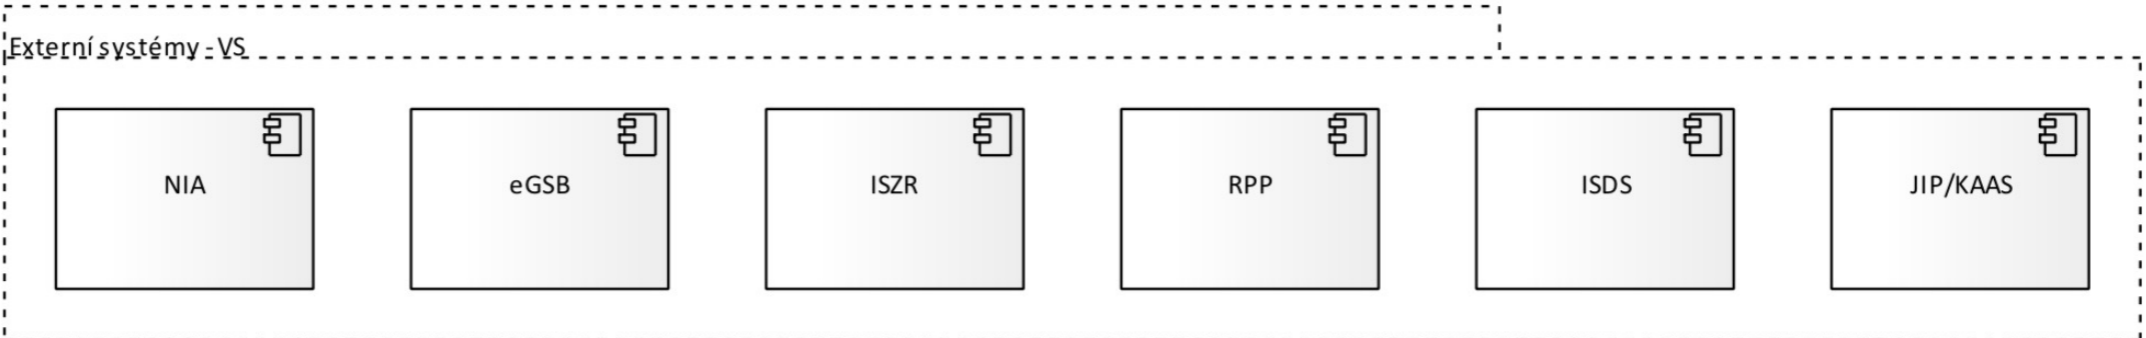 Externí systémy - VS
NIA
eGSB
ISZR
RPP
ISDS
JIP/KAAS